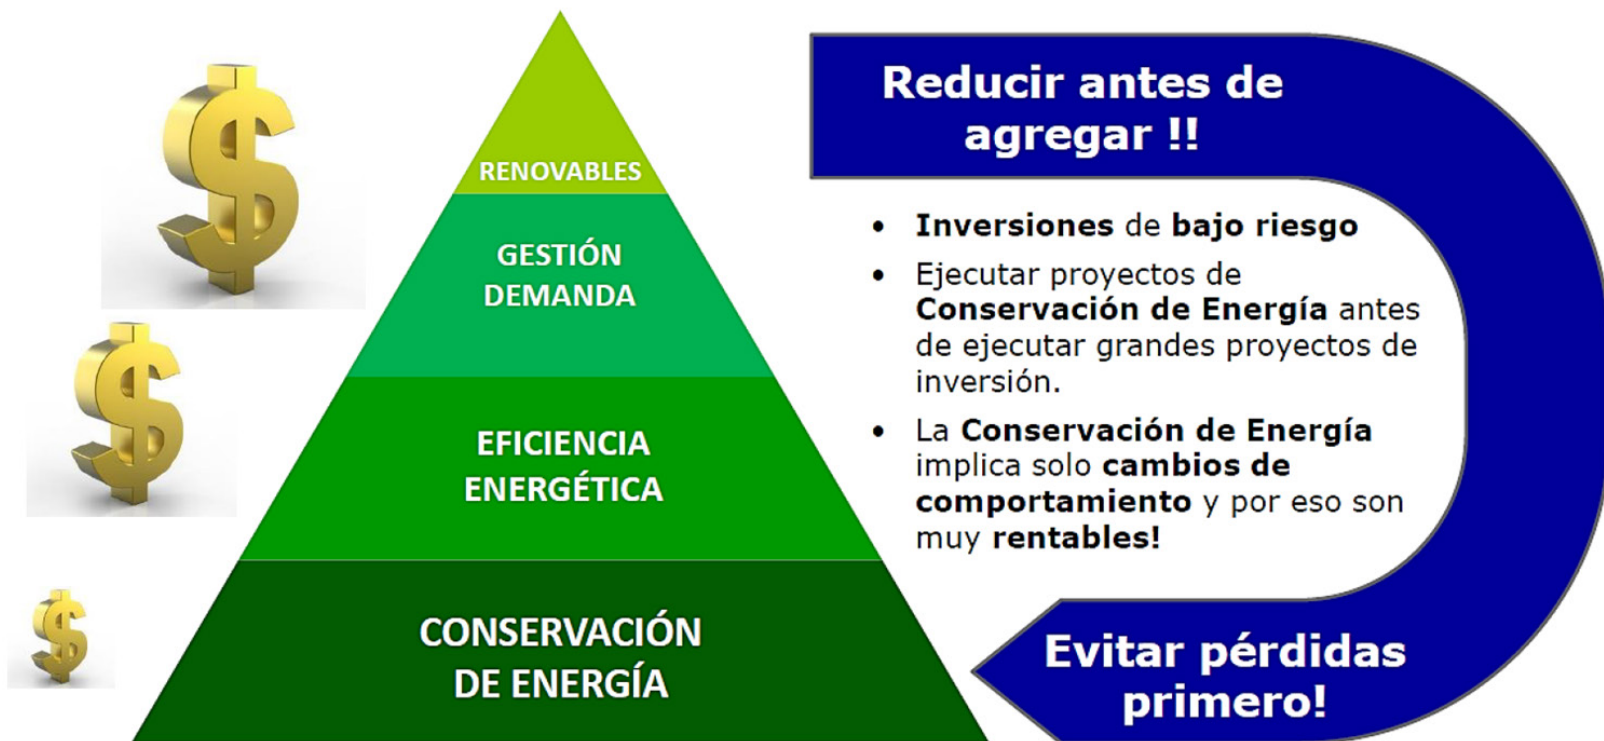 RENOVABLES
GESTIÓN
DEMANDA
EFICIENCIA
ENERGÉTICA
CONSERVACIÓN
DE ENERGÍA
Reducir antes de
agregar !!
• Inversiones de bajo riesgo
• Ejecutar proyectos de
Conservación de Energía antes
de ejecutar grandes proyectos de
inversión.
• La Conservación de Energía
implica solo cambios de
comportamiento y por eso son
muy rentables!
Evitar pérdidas
primero!